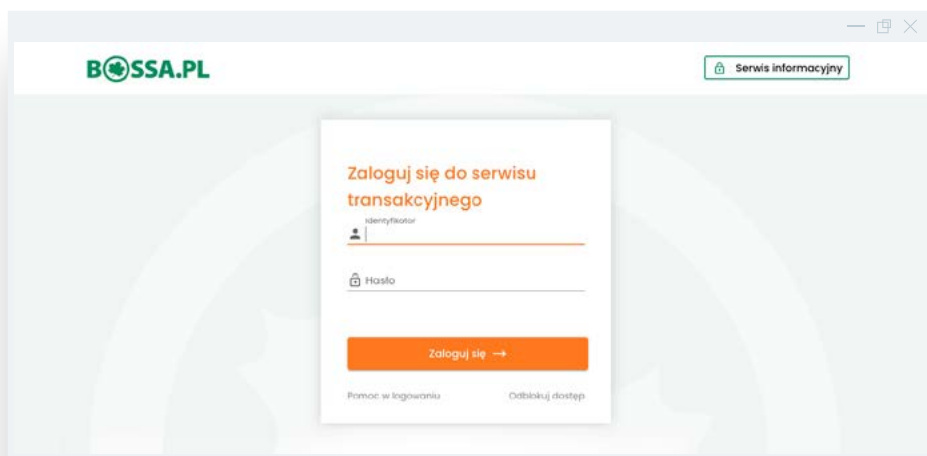 BOSSA.PL
Serwis informacyjny
Zaloguj się do serwisu
transakcyjnego
Identyfikator
Hasło
Zaloguj się →
Pomoc w logowaniu Odblokuj dostęp